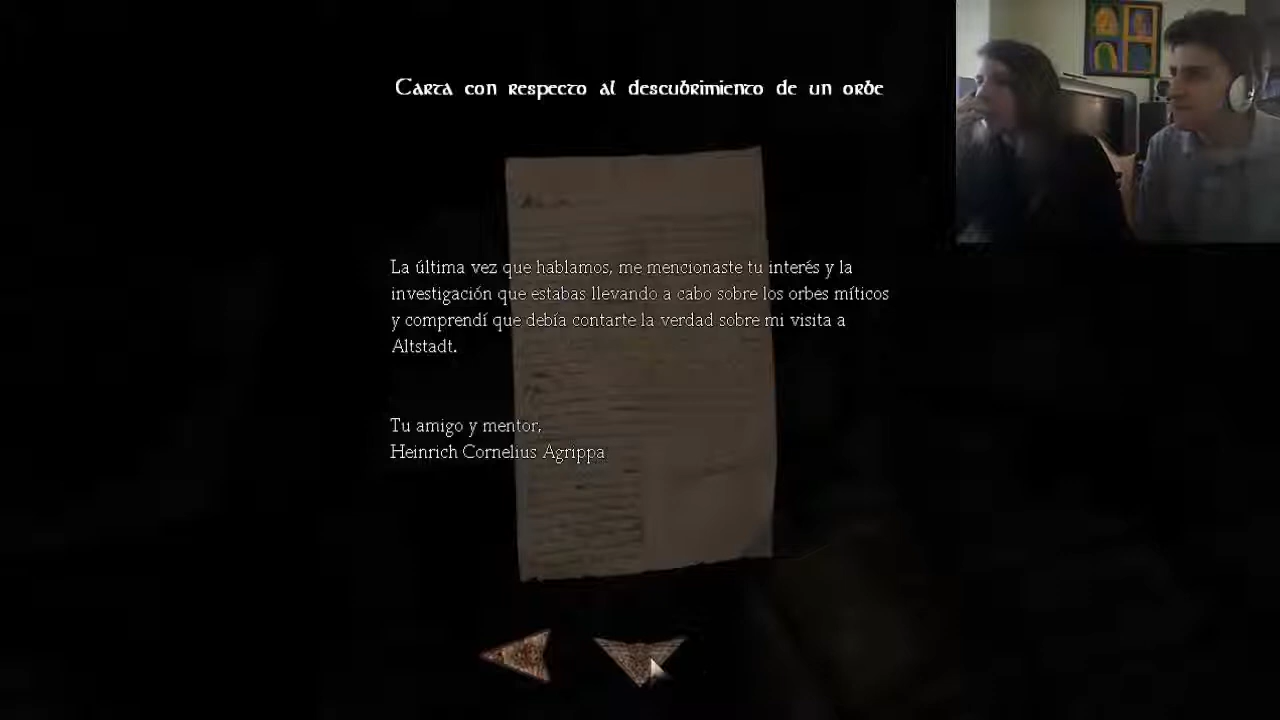 Carta con respecto al descubrimiento de un orbe
La última vez que hablamos, me mencionaste tu interés y la
investigación que estabas llevando a cabo sobre los orbes míticos
y comprendí que debía contarte la verdad sobre mi visita a
Altstadt.
Tu amigo y mentor,
Heinrich Cornelius Agrippa